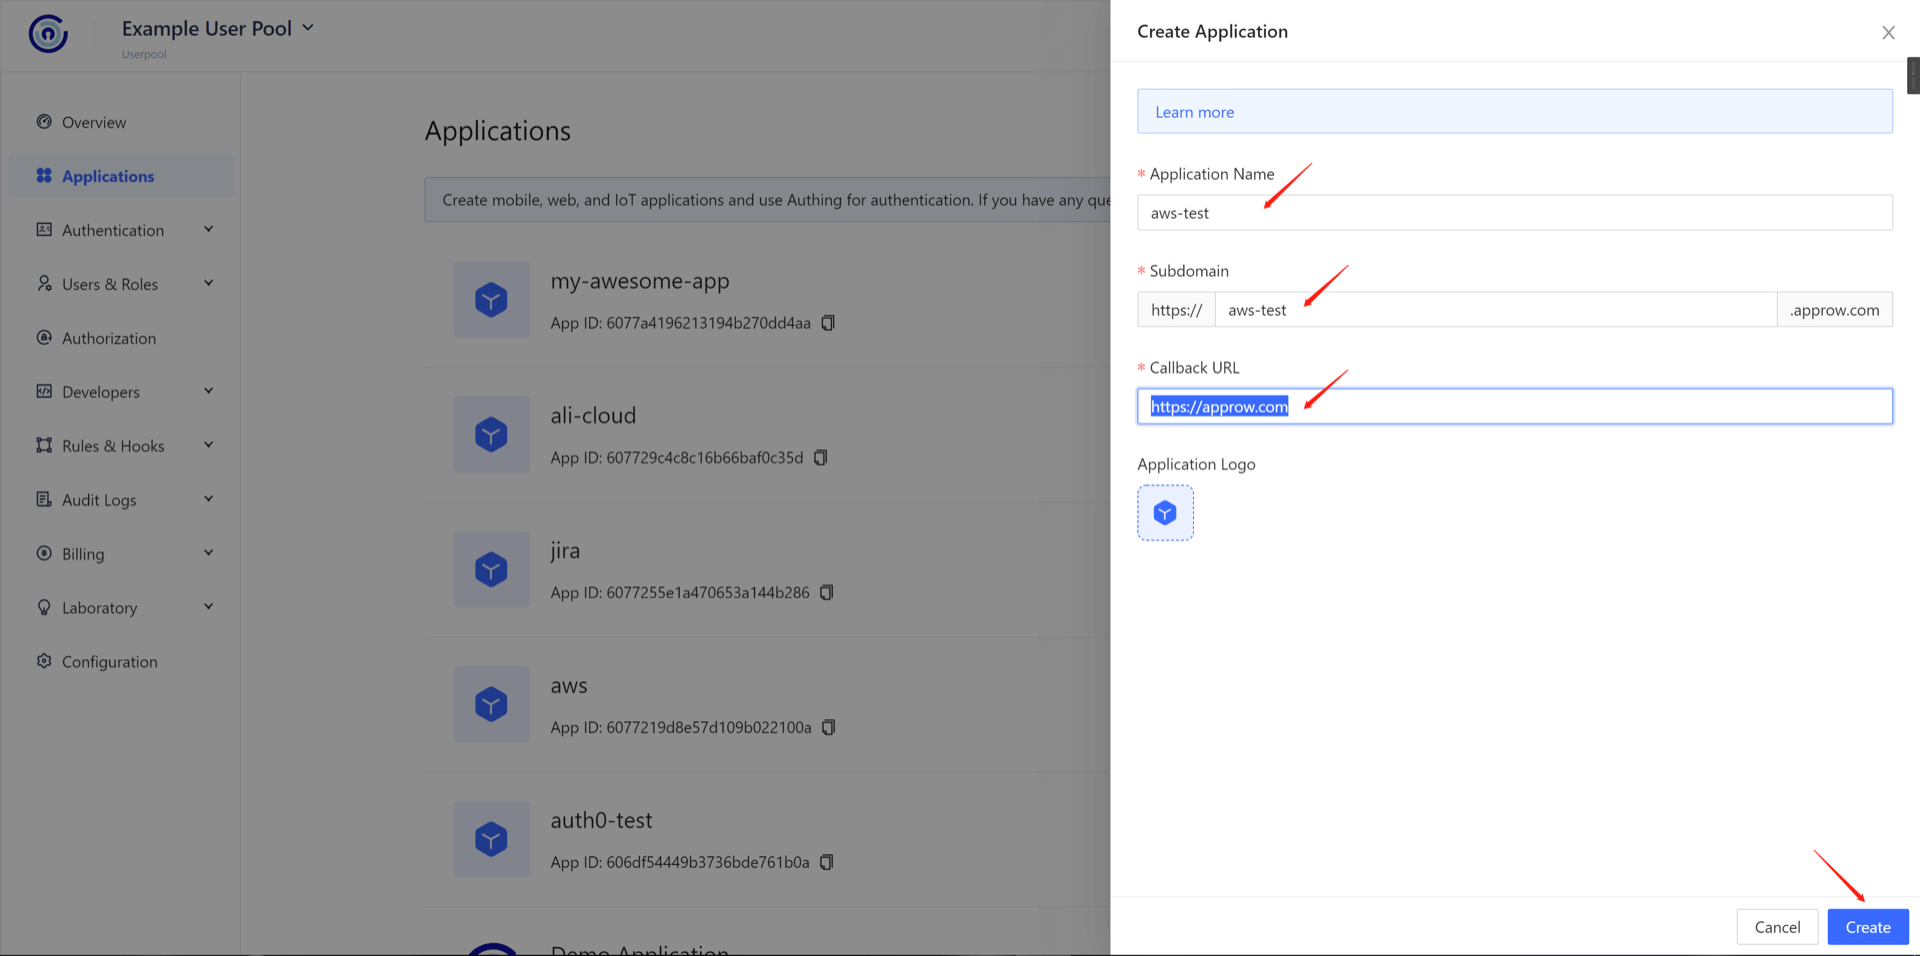 Example User Pool
Userpool
Overview
Applications
Authentication
Users & Roles
Authorization
Developers
Rules & Hooks
Audit Logs
Billing
Laboratory
Configuration
Applications
Create mobile, web, and IoT applications and use Authing for authentication. If you have any que
my-awesome-app
App ID: 6077a4196213194b270dd4aa
ali-cloud
App ID: 607729c4c8c16b66baf0c35d
jira
App ID: 6077255e1a470653a144b286
aws
App ID: 6077219d8e57d109b022100a
auth0-test
App ID: 606df54449b3736bde761b0a
Demo Application
Create Application
Learn more
* Application Name
aws-test
* Subdomain
https:// aws-test .approw.com
* Callback URL
https://approw.com
Application Logo
Cancel Create